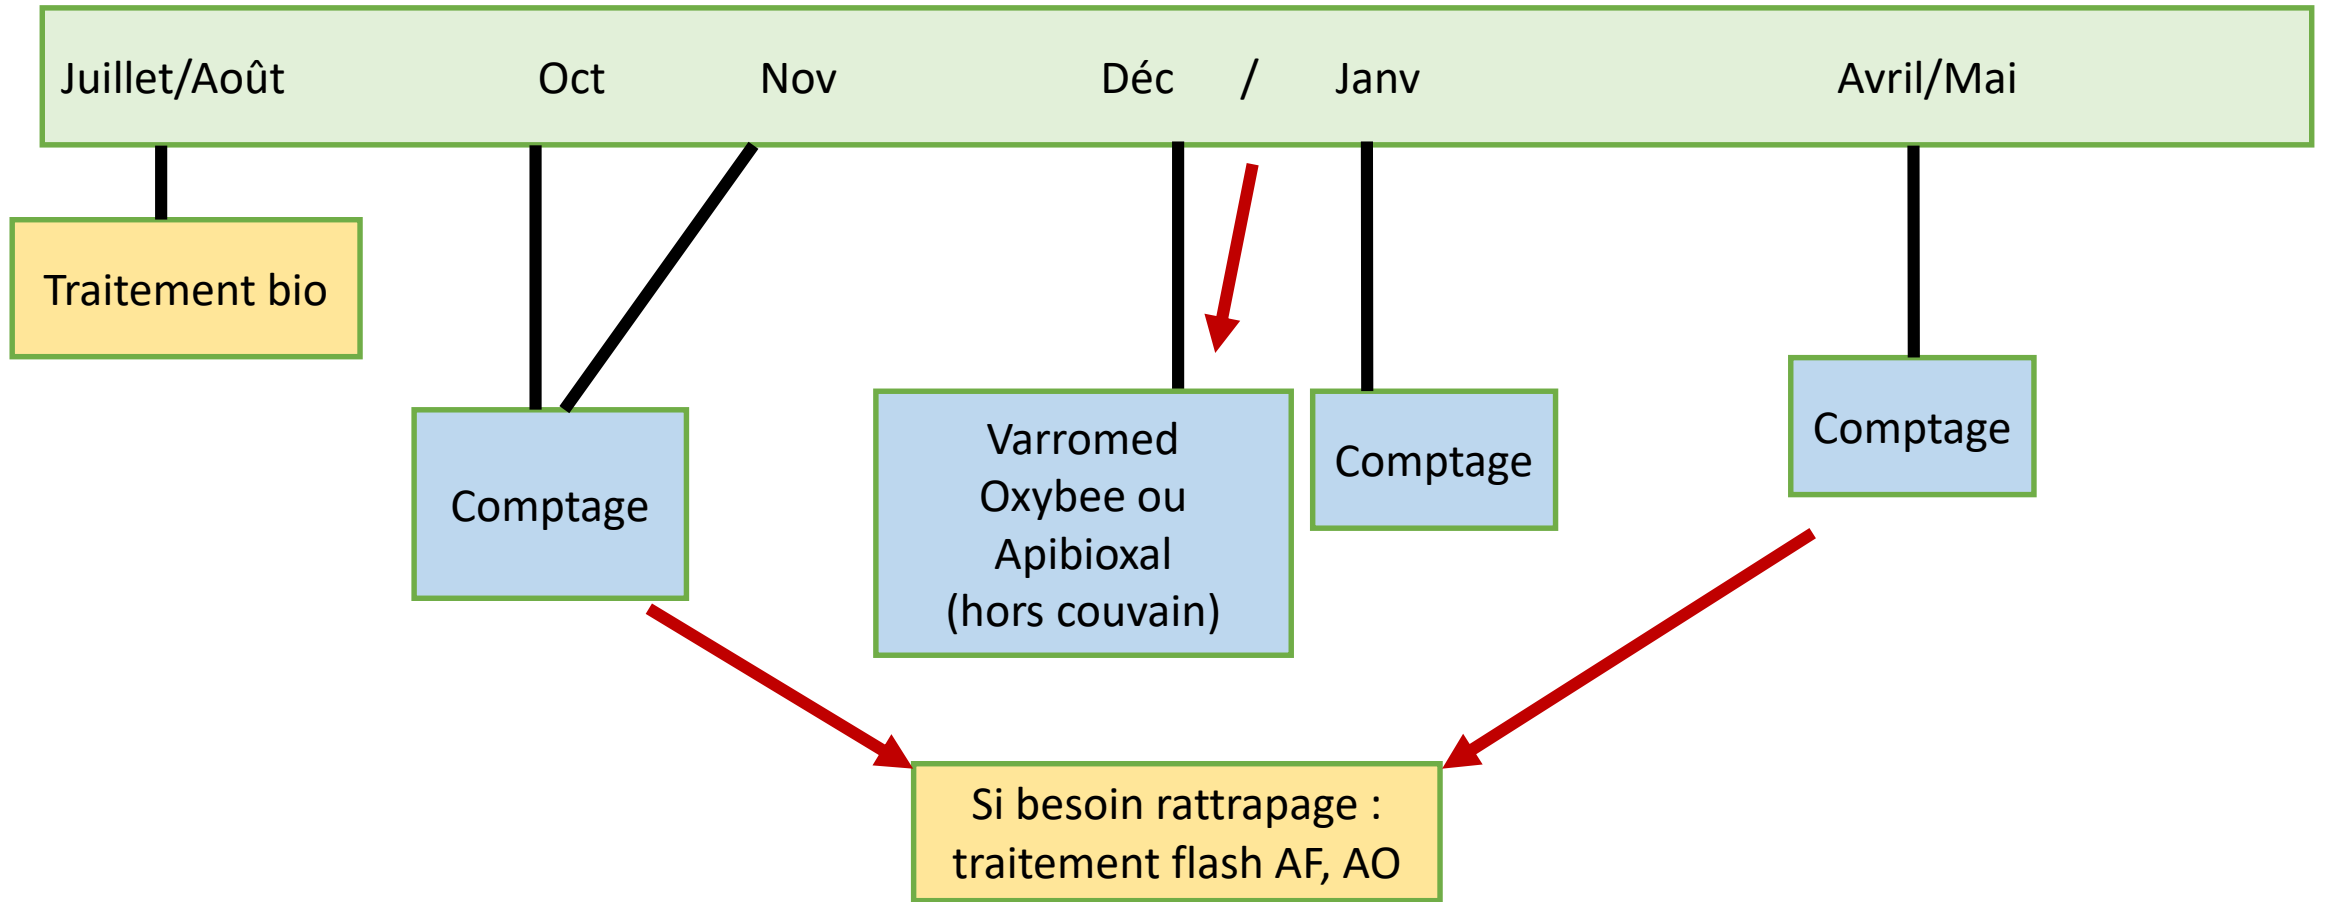 Juillet/Août Oct Nov Déc / Janv Avril/Mai
Traitement bio
Comptage
Varromed
Oxybee ou
Apibioxal
(hors couvain)
Comptage
Comptage
Si besoin rattrapage :
traitement flash AF, AO